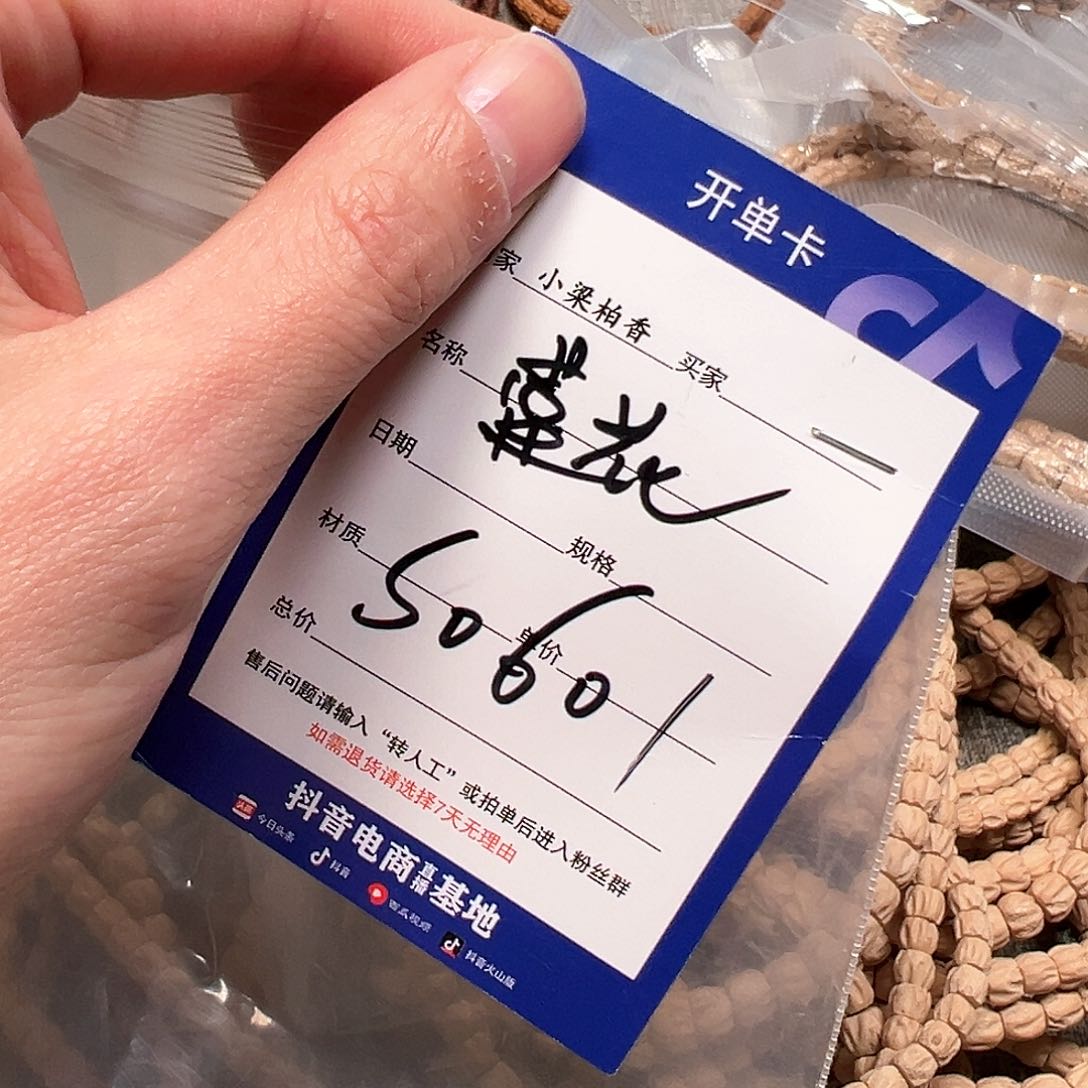 开单卡
家 小梁柏香 买家
名称 莲花
日期 规格
材质 单价
5060
总价
售后问题请输入“转人工”或拍单后进入粉丝群
如需退货请选择7天无理由
抖音电商直播基地
头条 今日头条 抖音 西瓜视频 抖音火山版